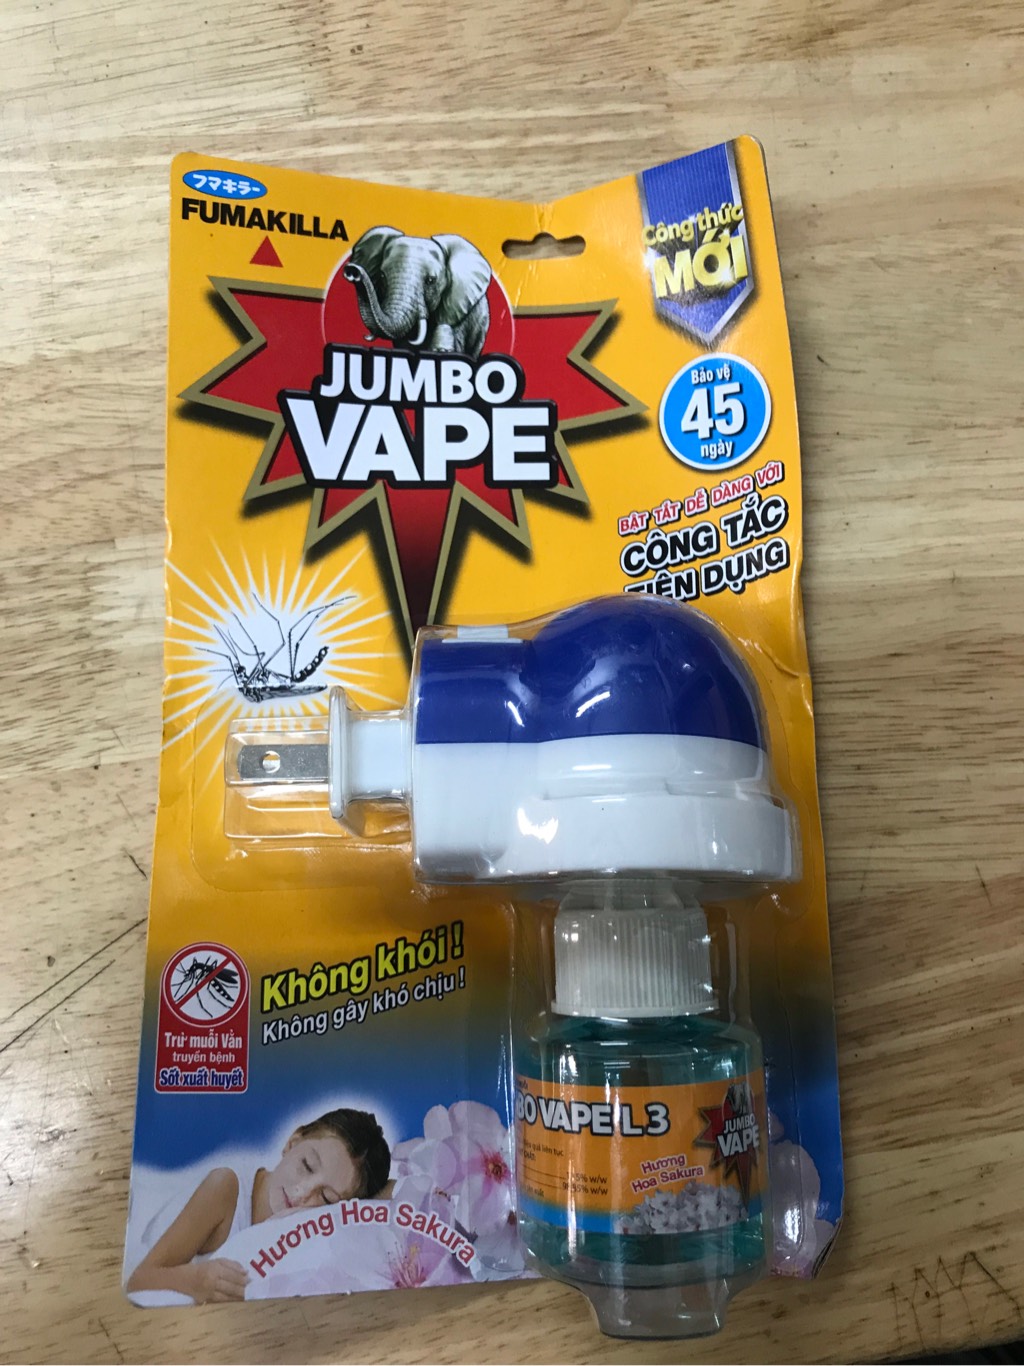 フマキラー
FUMAKILLA
Công thức
MỚI
JUMBO
VAPE
Bảo vệ
45
ngày
BẬT TẮT DỄ DÀNG VỚI
CÔNG TẮC
TIỆN DỤNG
Không khói!
Không gây khó chịu!
Trừ muỗi Vằn
truyền bệnh
Sốt xuất huyết
Hương Hoa Sakura
BO VAPE L3
JUMBO
VAPE
Hương
Hoa Sakura